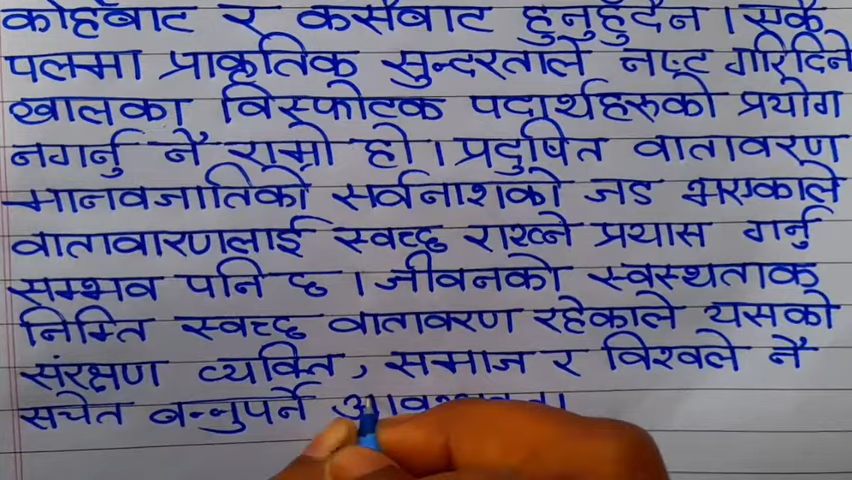 कोहीबाट र कसैबाट हुनुहुँदैन । एकै
पलमा प्राकृतिक सुन्दरताले नष्ट गरिदिने
खालका विस्फोटक पदार्थहरुको प्रयोग
नगर्नु नै राम्रो हो । प्रदुषित वातावरण
मानवजातिको सर्वनाशको जड भएकाले
वातावारणलाई स्वच्छ राख्ने प्रयास गर्नु
सम्भव पनि छ । जीवनको स्वस्थताक
निम्ति स्वच्छ वातावरण रहेकाले यसको
संरक्षण व्यक्ति, समाज र विश्वले नै
सचेत बन्नुपर्ने